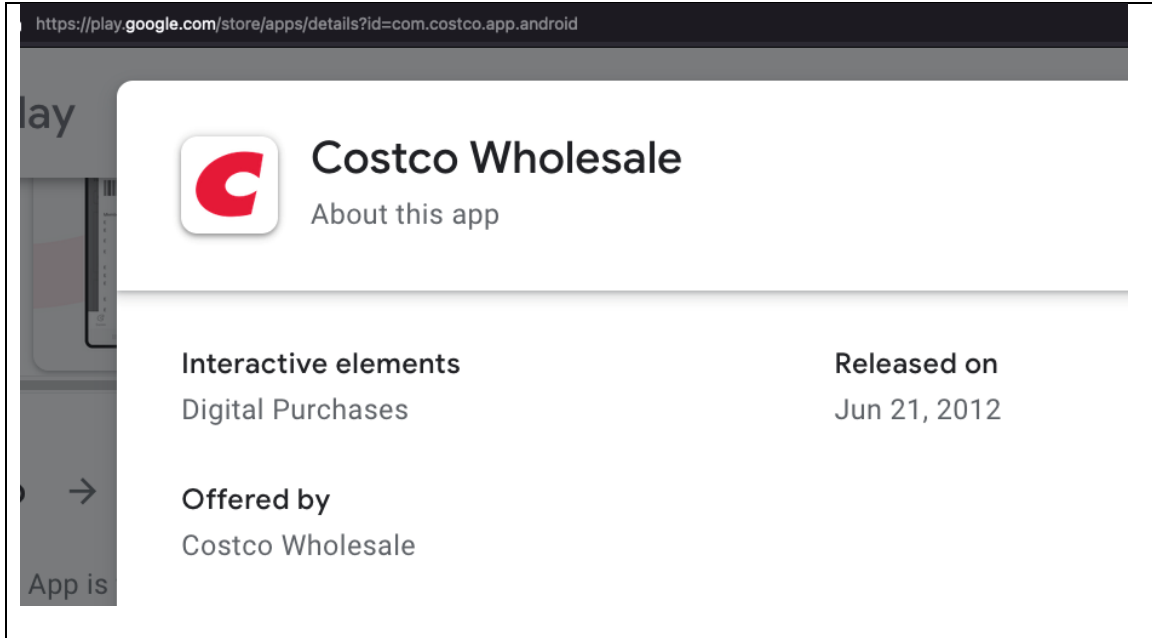 https://play.google.com/store/apps/details?id=com.costco.app.android
lay
Costco Wholesale
About this app
Interactive elements
Digital Purchases
Released on
Jun 21, 2012
Offered by
Costco Wholesale
App is